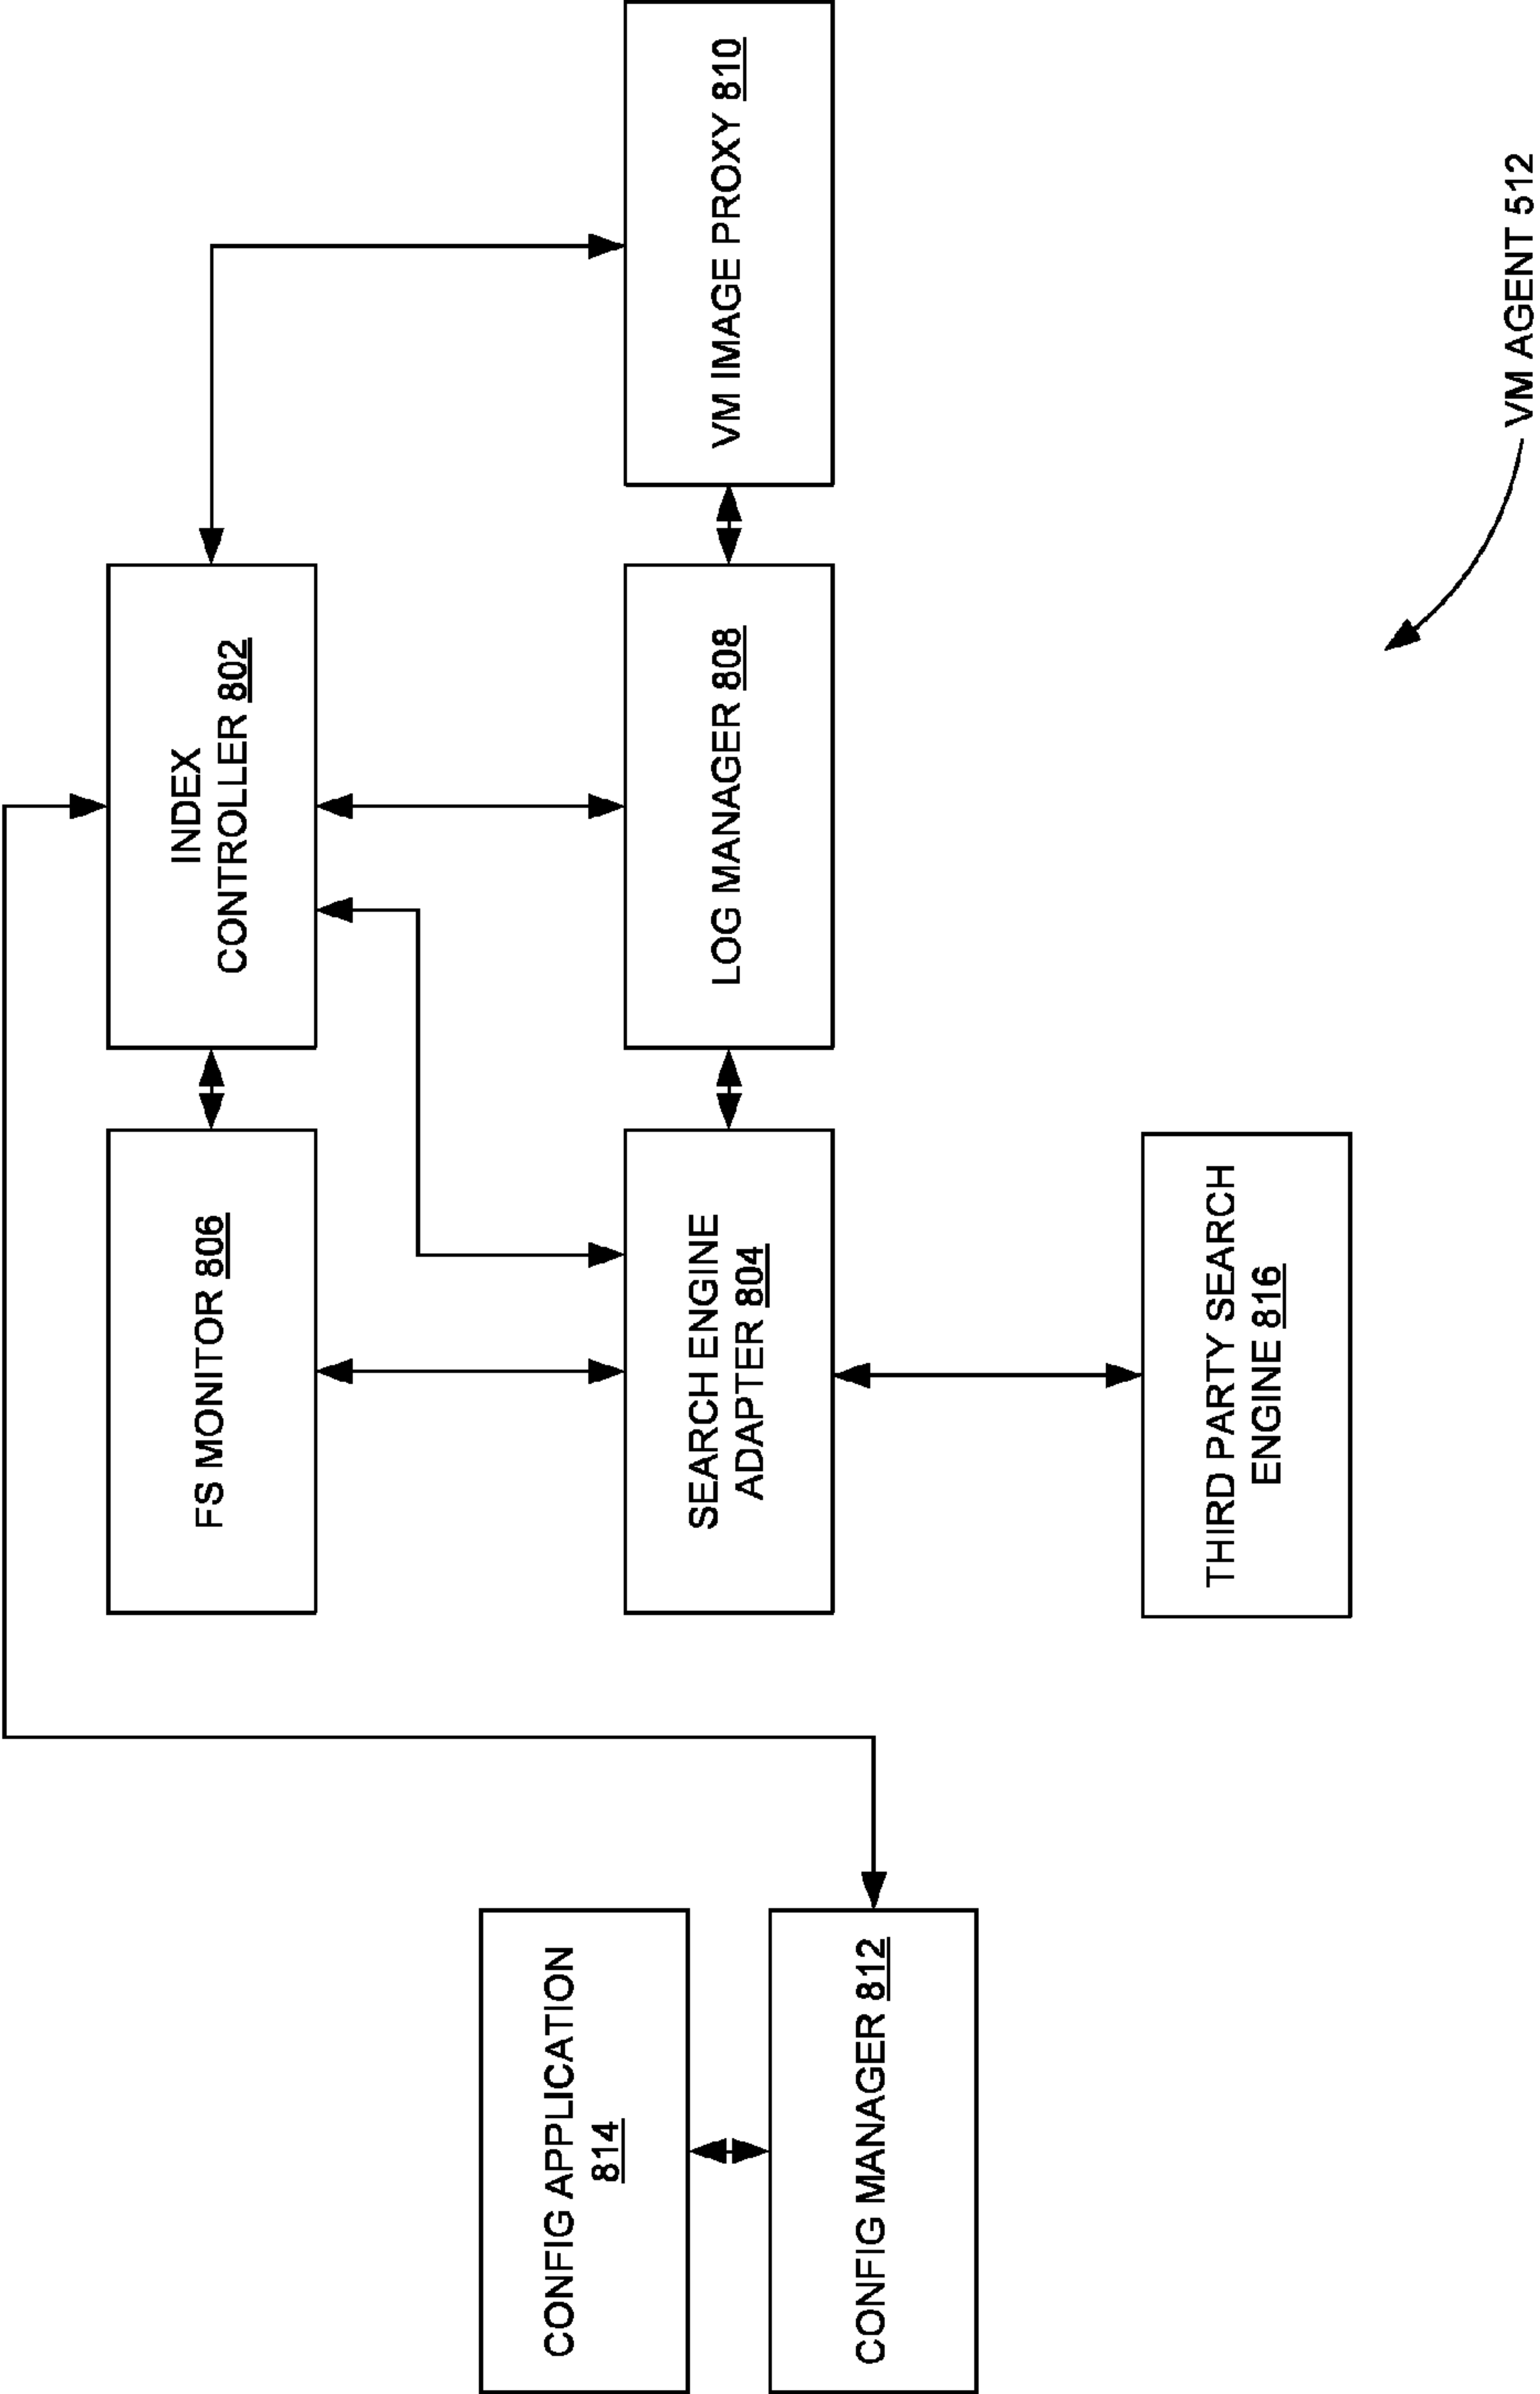 FS MONITOR 806
INDEX
CONTROLLER 802
CONFIG APPLICATION
814
SEARCH ENGINE
ADAPTER 804
LOG MANAGER 808
VM IMAGE PROXY 810
CONFIG MANAGER 812
THIRD PARTY SEARCH
ENGINE 816
VM AGENT 512